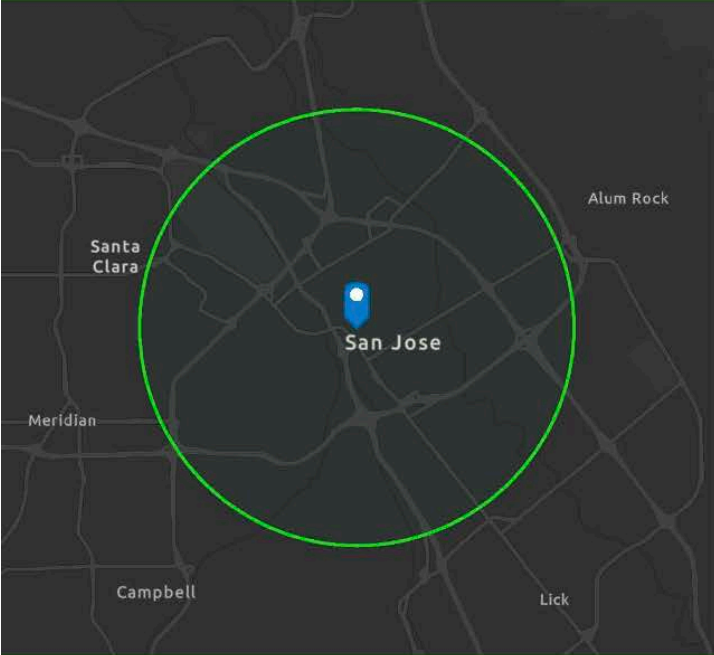 Alum Rock
Santa
Clara
San Jose
Meridian
Campbell
Lick